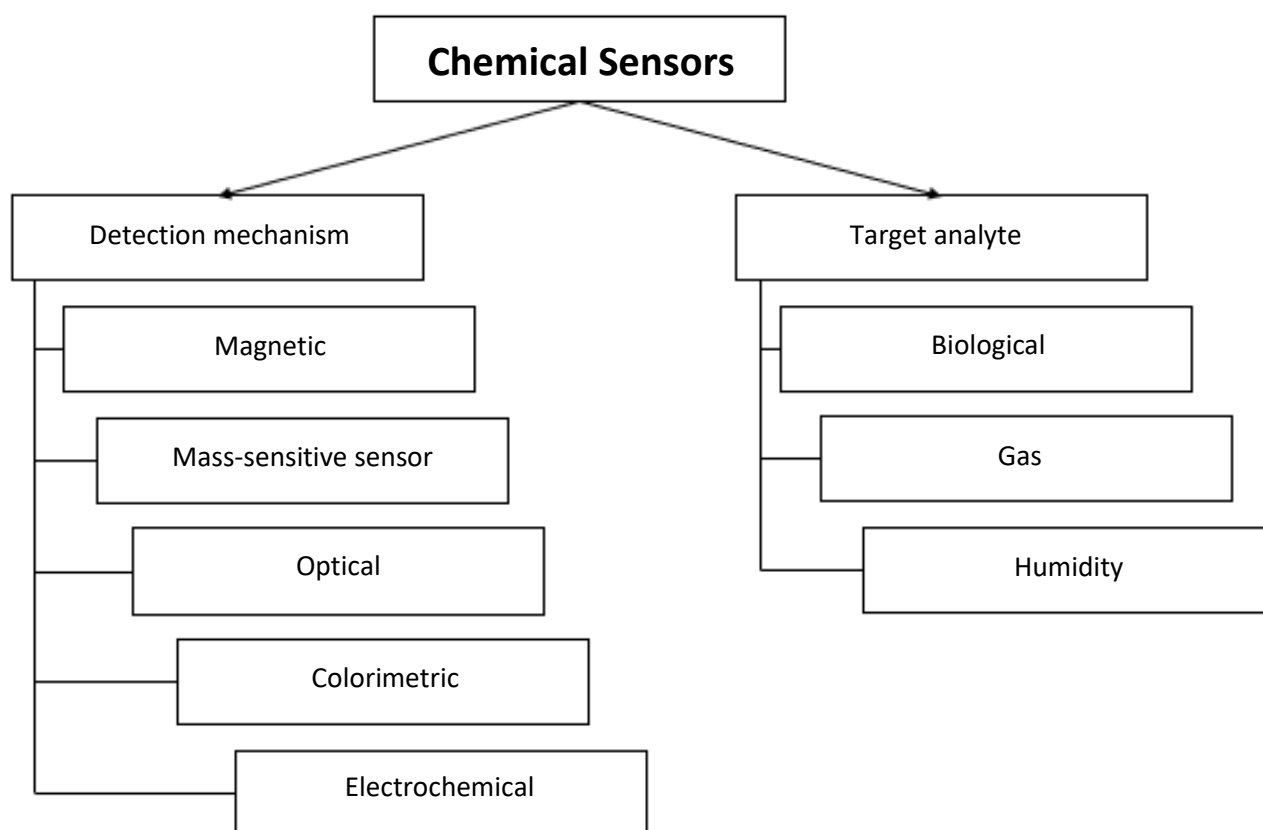 Chemical Sensors
Detection mechanism
Magnetic
Mass-sensitive sensor
Optical
Colorimetric
Electrochemical
Target analyte
Biological
Gas
Humidity